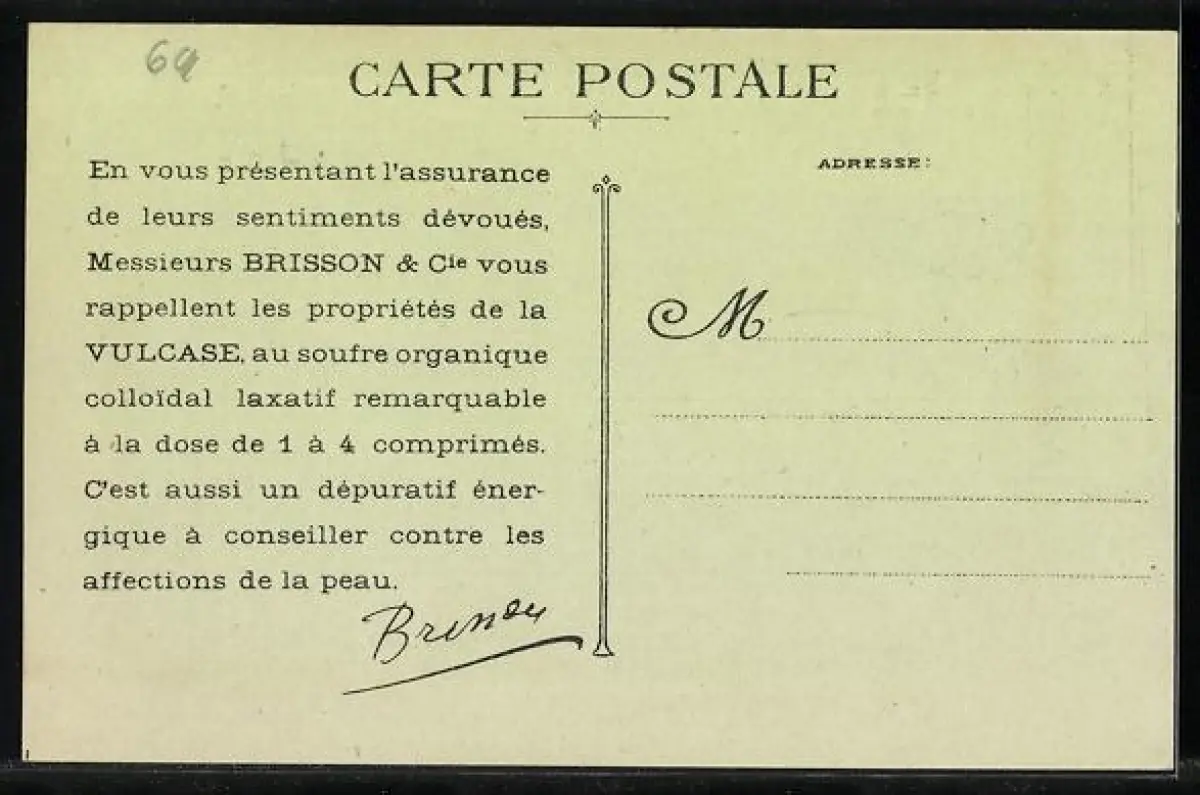 69
CARTE POSTALE
En vous présentant l'assurance
de leurs sentiments dévoués,
Messieurs BRISSON & Cie vous
rappellent les propriétés de la
VULCASE, au soufre organique
colloïdal laxatif remarquable
à la dose de 1 à 4 comprimés.
C'est aussi un dépuratif éner-
gique à conseiller contre les
affections de la peau.
Brisson
ADRESSE:
M